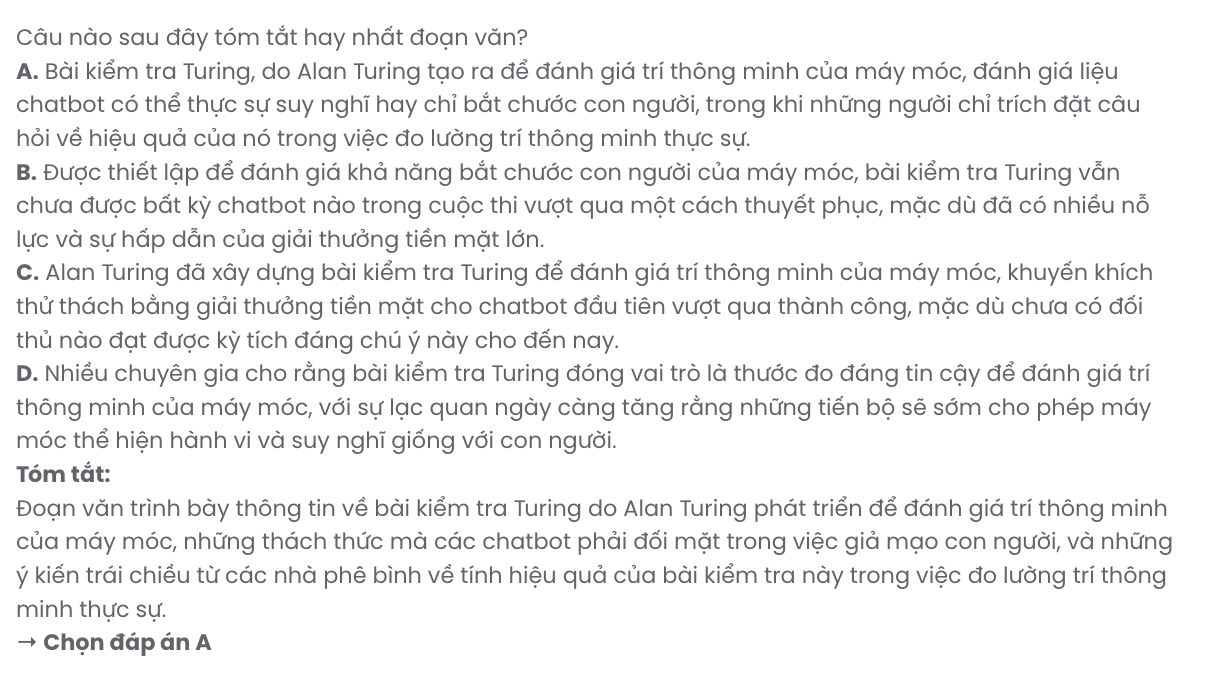 Câu nào sau đây tóm tắt hay nhất đoạn văn?
A. Bài kiểm tra Turing, do Alan Turing tạo ra để đánh giá trí thông minh của máy móc, đánh giá liệu
chatbot có thể thực sự suy nghĩ hay chỉ bắt chước con người, trong khi những người chỉ trích đặt câu
hỏi về hiệu quả của nó trong việc đo lường trí thông minh thực sự.
B. Được thiết lập để đánh giá khả năng bắt chước con người của máy móc, bài kiểm tra Turing vẫn
chưa được bất kỳ chatbot nào trong cuộc thi vượt qua một cách thuyết phục, mặc dù đã có nhiều nỗ
lực và sự hấp dẫn của giải thưởng tiền mặt lớn.
C. Alan Turing đã xây dựng bài kiểm tra Turing để đánh giá trí thông minh của máy móc, khuyến khích
thử thách bằng giải thưởng tiền mặt cho chatbot đầu tiên vượt qua thành công, mặc dù chưa có đối
thủ nào đạt được kỳ tích đáng chú ý này cho đến nay.
D. Nhiều chuyên gia cho rằng bài kiểm tra Turing đóng vai trò là thước đo đáng tin cậy để đánh giá trí
thông minh của máy móc, với sự lạc quan ngày càng tăng rằng những tiến bộ sẽ sớm cho phép máy
móc thể hiện hành vi và suy nghĩ giống với con người.
Tóm tắt:
Đoạn văn trình bày thông tin về bài kiểm tra Turing do Alan Turing phát triển để đánh giá trí thông minh
của máy móc, những thách thức mà các chatbot phải đối mặt trong việc giả mạo con người, và những
ý kiến trái chiều từ các nhà phê bình về tính hiệu quả của bài kiểm tra này trong việc đo lường trí thông
minh thực sự.
→ Chọn đáp án A